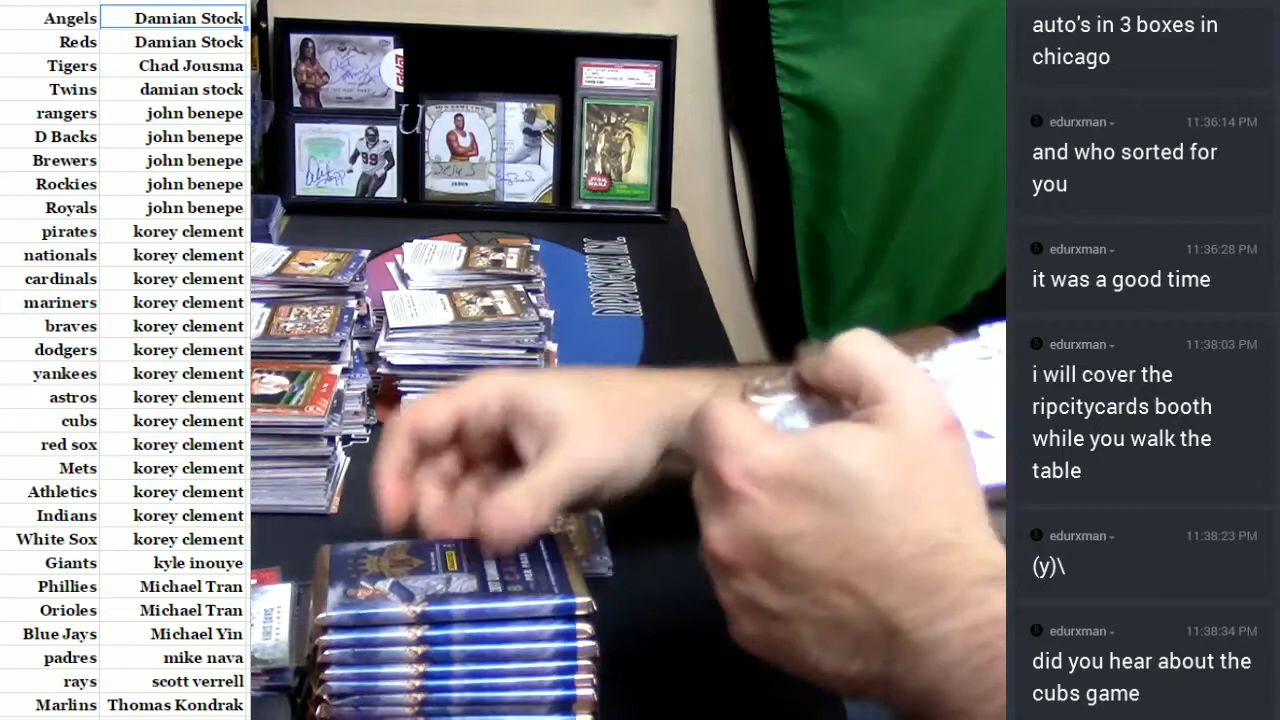 Angels Damian Stock
Reds Damian Stock
Tigers Chad Jousma
Twins damian stock
rangers john benepe
D Backs john benepe
Brewers john benepe
Rockies john benepe
Royals john benepe
pirates korey clement
nationals korey clement
cardinals korey clement
mariners korey clement
braves korey clement
dodgers korey clement
yankees korey clement
astros korey clement
cubs korey clement
red sox korey clement
Mets korey clement
Athletics korey clement
Indians korey clement
White Sox korey clement
Giants kyle inouye
Phillies Michael Tran
Orioles Michael Tran
Blue Jays Michael Yin
padres mike nava
rays scott verrell
Marlins Thomas Kondrak
STAR WARS
99
auto's in 3 boxes in
chicago
edurxman 11:36:14 PM
and who sorted for
you
edurxman 11:36:28 PM
it was a good time
edurxman 11:38:03 PM
i will cover the
ripcitycards booth
while you walk the
table
edurxman 11:38:23 PM
(y)\
edurxman 11:38:34 PM
did you hear about the
cubs game